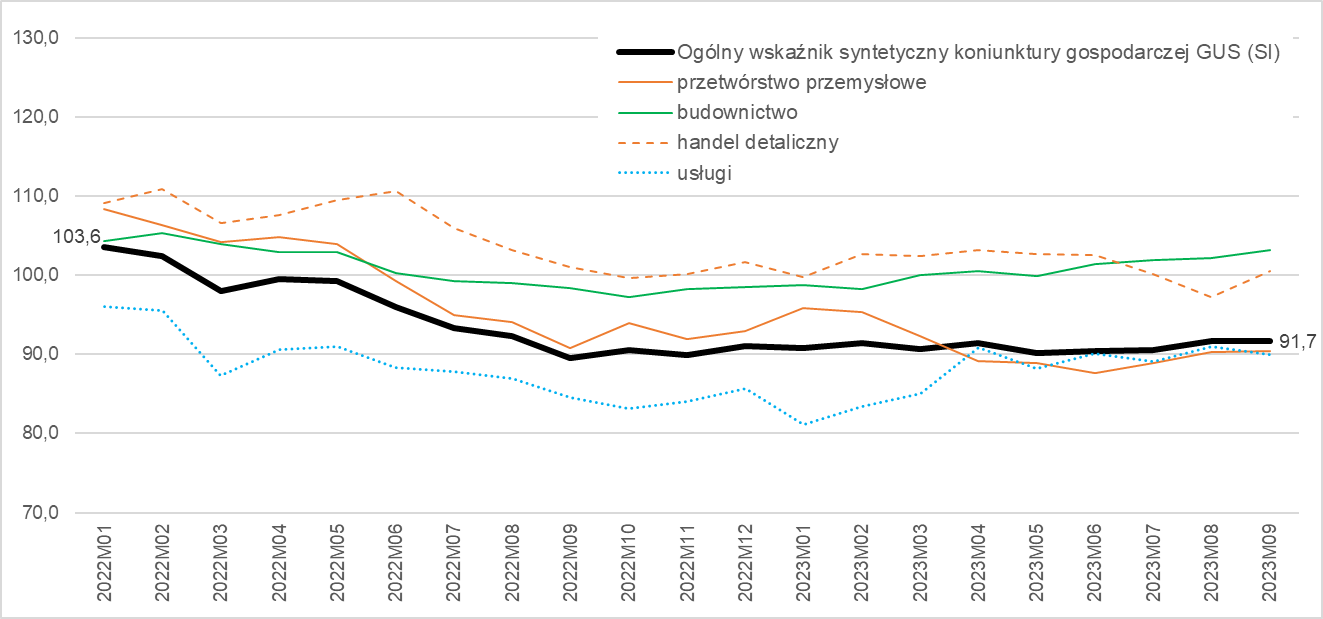 130,0
120,0
110,0
100,0
90,0
80,0
70,0
Ogólny wskaźnik syntetyczny koniunktury gospodarczej GUS (SI)
przetwórstwo przemysłowe
budownictwo
handel detaliczny
usługi
103,6
91,7
2022M01
2022M02
2022M03
2022M04
2022M05
2022M06
2022M07
2022M08
2022M09
2022M10
2022M11
2022M12
2023M01
2023M02
2023M03
2023M04
2023M05
2023M06
2023M07
2023M08
2023M09